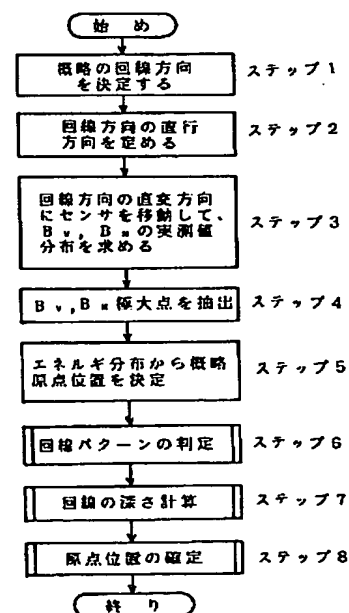 始め
概略の回線方向
を決定する
ステップ1
回線方向の直行
方向を定める
ステップ2
回線方向の直交方向
にセンサを移動して、
Bv, Bxの実測値
分布を求める
ステップ3
Bv,Bx極大点を抽出
ステップ4
エネルギ分布から概略
原点位置を決定
ステップ5
回線パターンの判定
ステップ6
回線の深さ計算
ステップ7
原点位置の確定
ステップ8
終り